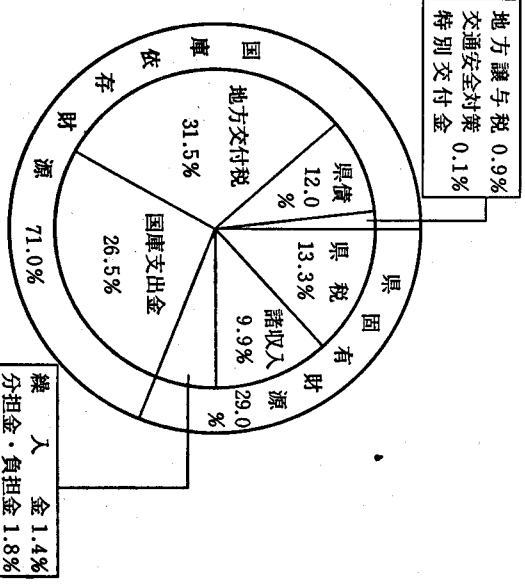 地方譲与税 0.9%
交通安全対策 0.1%
特別交付金
国庫依存財源
71.0%
県固有財源
29.0
%
地方交付税
31.5%
県債
12.0
%
県税
13.3%
諸収入
9.9%
国庫支出金
26.5%
繰入金 1.4%
分担金・負担金 1.8%